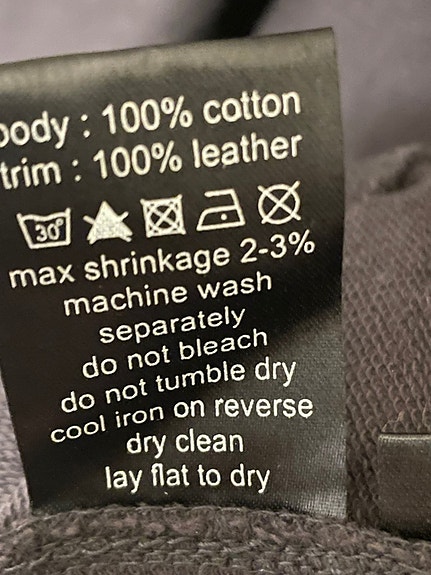 body : 100% cotton
trim : 100% leather
30°
max shrinkage 2-3%
machine wash
separately
do not bleach
do not tumble dry
cool iron on reverse
dry clean
lay flat to dry